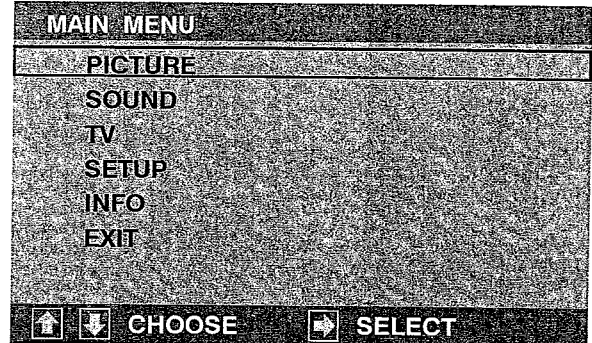 MAIN MENU
PICTURE
SOUND
TV
SETUP
INFO
EXIT
CHOOSE SELECT